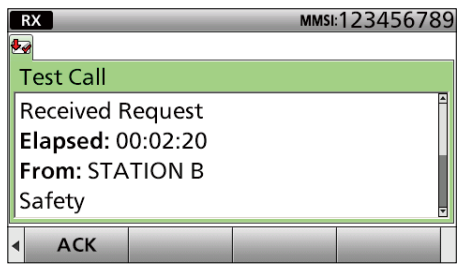 RX MMSI:123456789
Test Call
Received Request
Elapsed: 00:02:20
From: STATION B
Safety
ACK